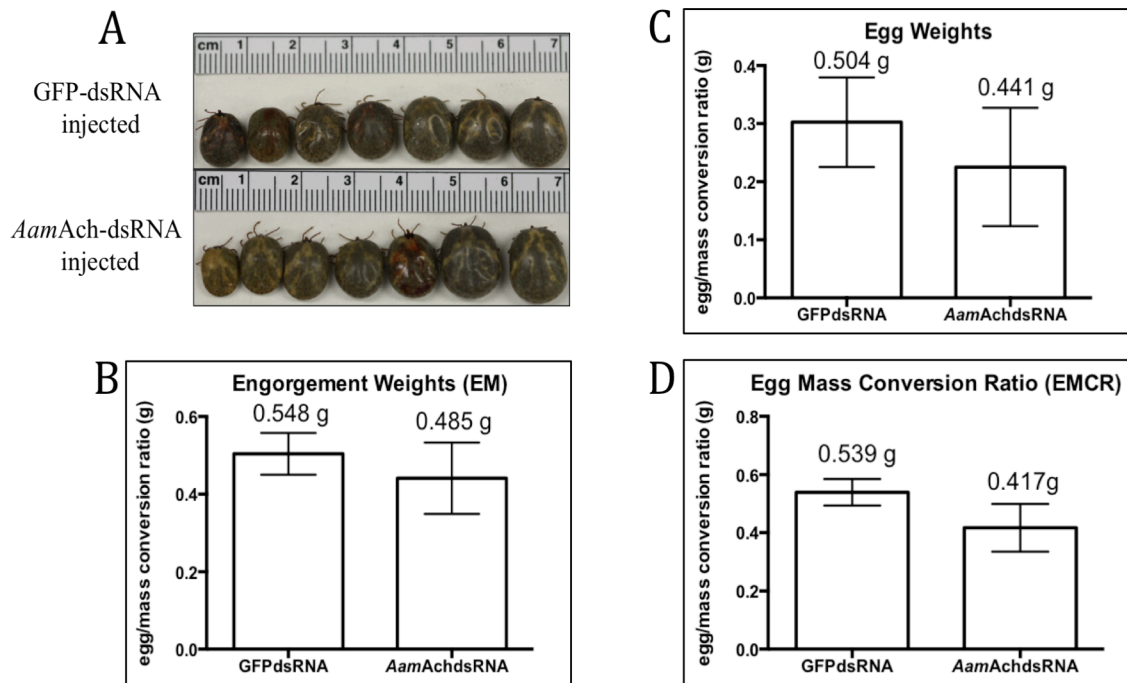 A
GFP-dsRNA
injected
cm 1 2 3 4 5 6 7
AamAch-dsRNA
injected
cm 1 2 3 4 5 6 7
B
Engorgement Weights (EM)
egg/mass conversion ratio (g)
0.6
0.4
0.2
0.0
0.548 g
0.485 g
GFPdsRNA
AamAchdsRNA
C
Egg Weights
egg/mass conversion ratio (g)
0.4
0.3
0.2
0.1
0.0
0.504 g
0.441 g
GFPdsRNA
AamAchdsRNA
D
Egg Mass Conversion Ratio (EMCR)
egg/mass conversion ratio (g)
0.8
0.6
0.4
0.2
0.0
0.539 g
0.417g
GFPdsRNA
AamAchdsRNA